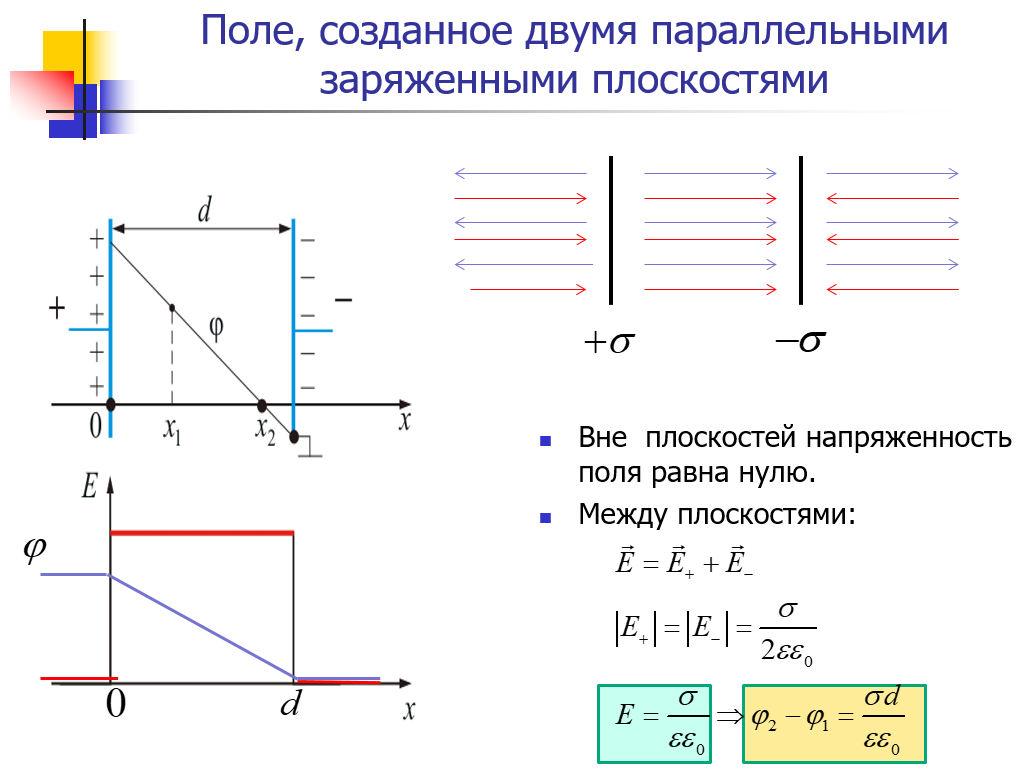 Поле, созданное двумя параллельными
заряженными плоскостями
d
+ −
+ −
+ + φ − −
+ −
+ −
0 x₁ x₂ x
E
φ
0 d x
+σ −σ
Вне плоскостей напряженность
поля равна нулю.
Между плоскостями:
E⃗ = E⃗₊ + E⃗₋
|E₊| = |E₋| = σ / 2εε₀
E = σ / εε₀ ⇒ φ₂ − φ₁ = σd / εε₀